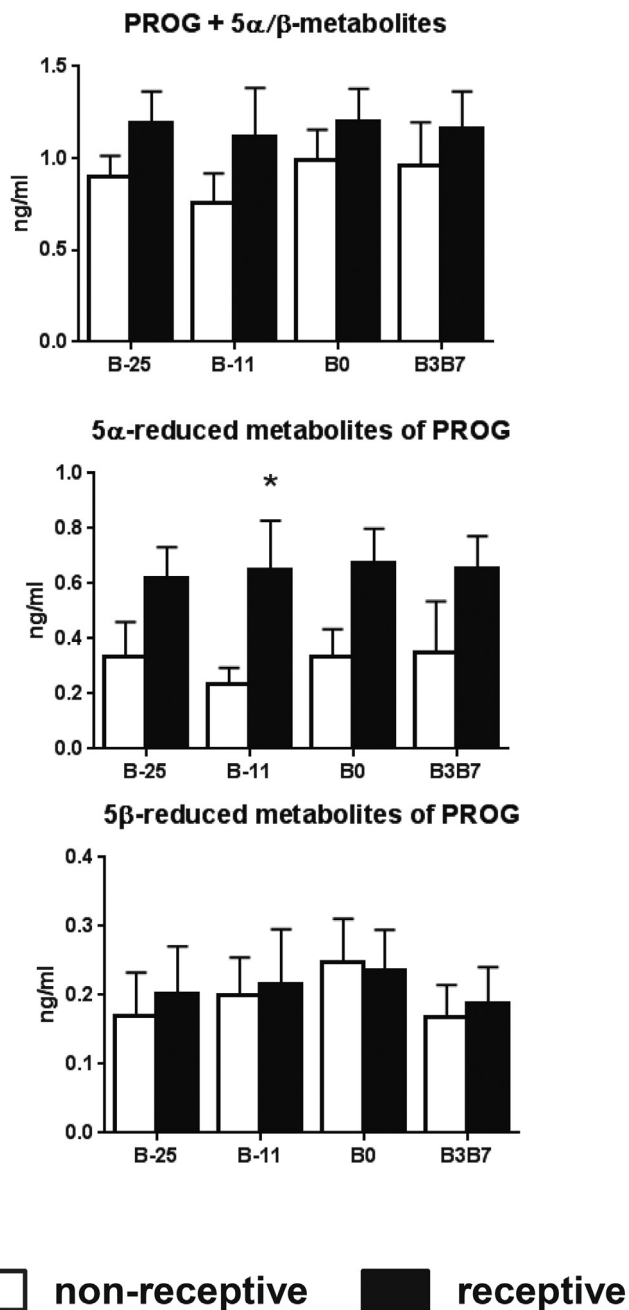 PROG + 5α/β-metabolites
1.5
1.0
0.5
0.0
ng/ml
B-25 B-11 B0 B3B7
5α-reduced metabolites of PROG
1.0
0.8
0.6
0.4
0.2
0.0
ng/ml
*
B-25 B-11 B0 B3B7
5β-reduced metabolites of PROG
0.4
0.3
0.2
0.1
0.0
ng/ml
B-25 B-11 B0 B3B7
non-receptive receptive